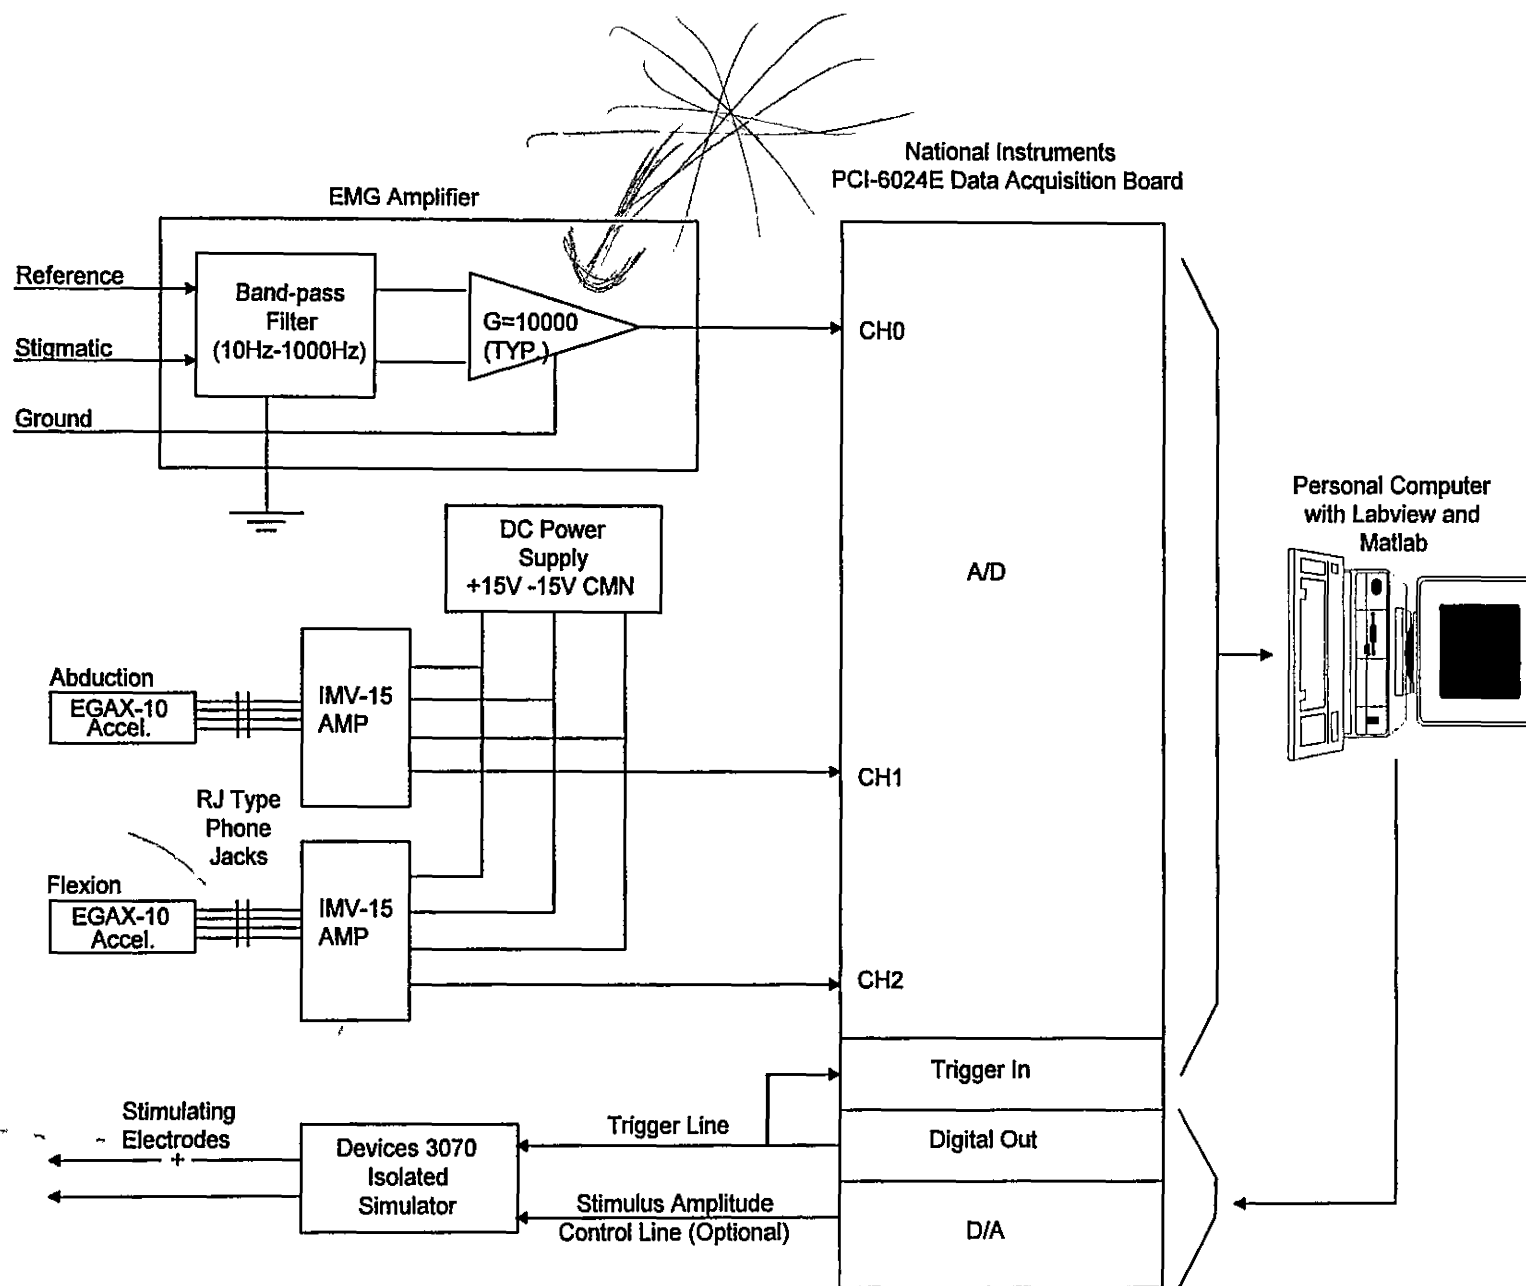 National Instruments
PCI-6024E Data Acquisition Board
EMG Amplifier
Reference
Stigmatic
Ground
Band-pass
Filter
(10Hz-1000Hz)
G=10000
(TYP.)
CH0
DC Power
Supply
+15V -15V CMN
A/D
Personal Computer
with Labview and
Matlab
Abduction
EGAX-10
Accel.
IMV-15
AMP
CH1
RJ Type
Phone
Jacks
Flexion
EGAX-10
Accel.
IMV-15
AMP
CH2
Trigger In
Stimulating
Electrodes
+
Devices 3070
Isolated
Simulator
Trigger Line
Digital Out
Stimulus Amplitude
Control Line (Optional)
D/A